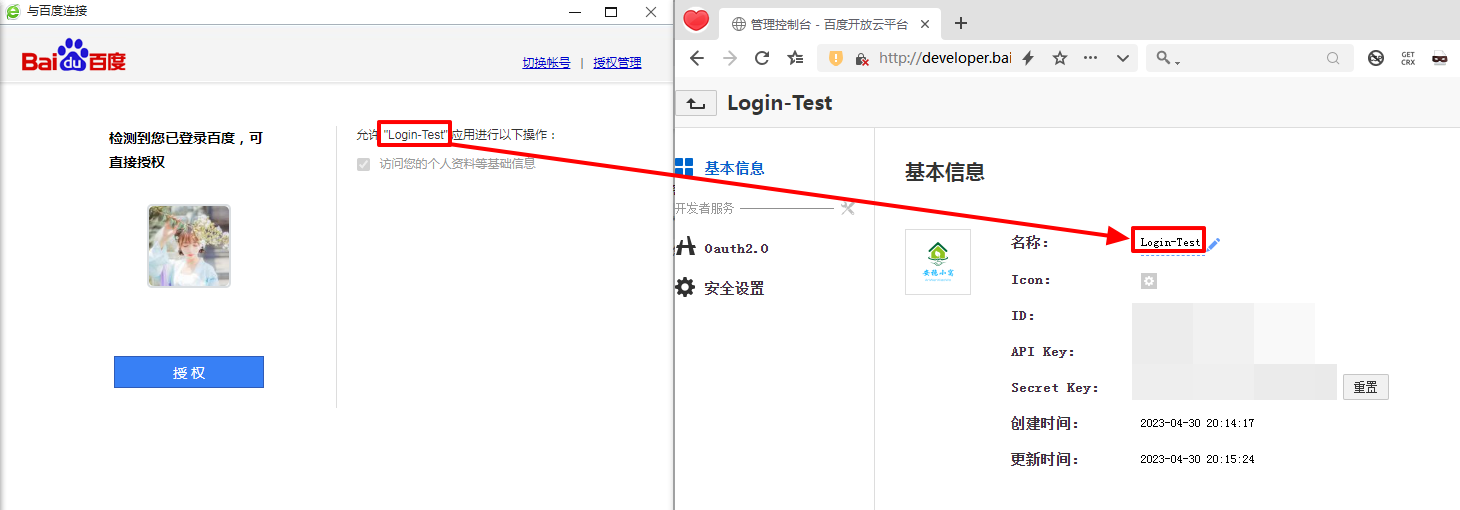 与百度连接
Bai du 百度
切换帐号 | 授权管理
检测到您已登录百度，可
直接授权
授 权
允许 "Login-Test" 应用进行以下操作：
访问您的个人资料等基础信息
管理控制台 - 百度开放云平台
http://developer.bai
GET
CRX
Login-Test
基本信息
开发者服务
Oauth2.0
安全设置
基本信息
名称： Login-Test
Icon:
ID:
API Key:
Secret Key: 重置
创建时间： 2023-04-30 20:14:17
更新时间： 2023-04-30 20:15:24